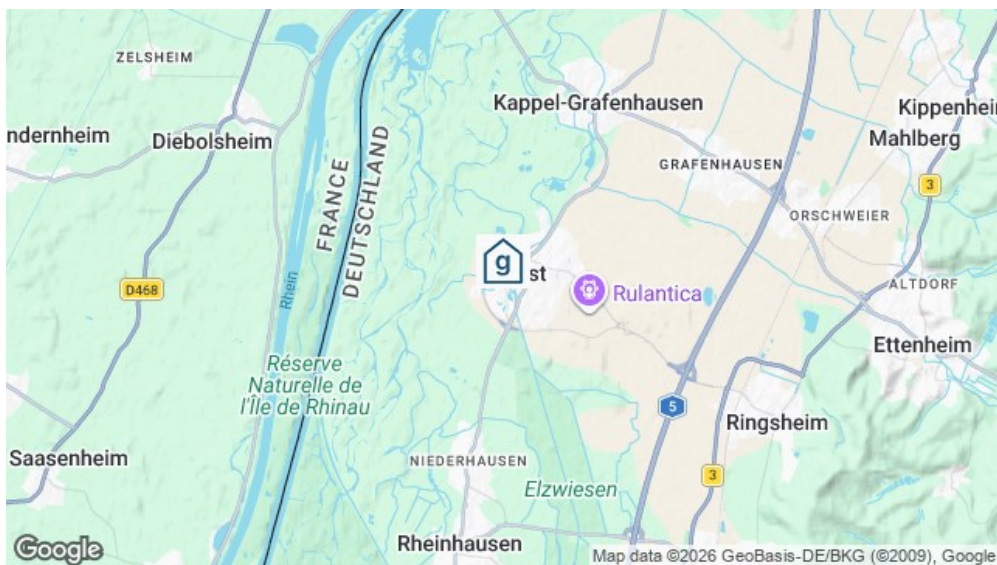 ZELSHEIM
Kappel-Grafenhausen
Kippenheim
ndernheim
Diebolsheim
Mahlberg
GRAFENHAUSEN
3
FRANCE
DEUTSCHLAND
ORSCHWEIER
Rhein
g
st
D468
Rulantica
ALTDORF
Ettenheim
Réserve
Naturelle de
l'Île de Rhinau
5
Ringsheim
Saasenheim
NIEDERHAUSEN
3
Elzwiesen
Rheinhausen
Google
Map data ©2026 GeoBasis-DE/BKG (©2009), Google